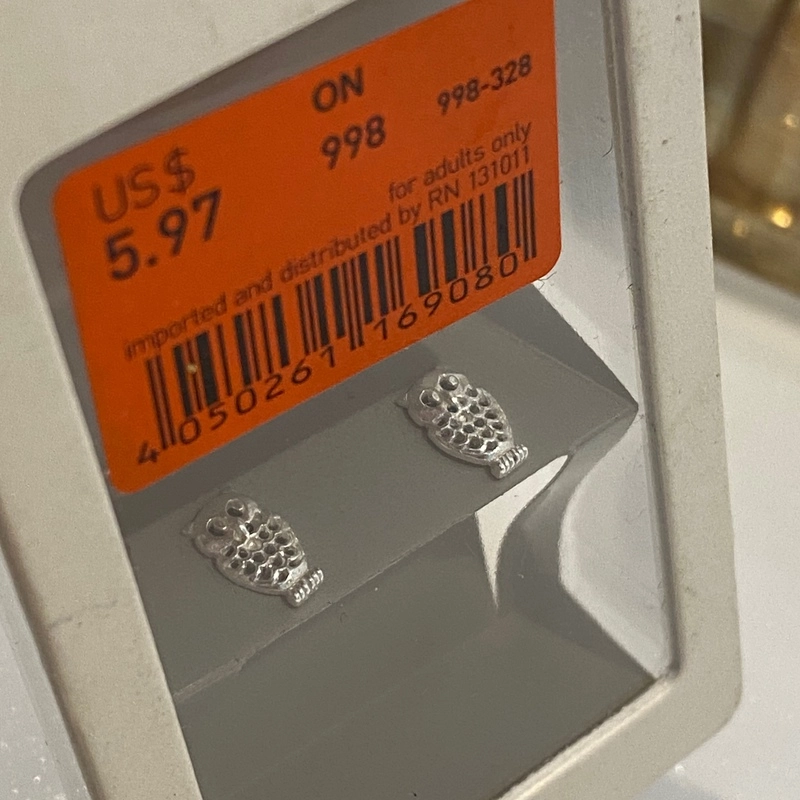 ON
998 998-328
US$
5.97
for adults only
imported and distributed by RN 131011
4 050261 169080